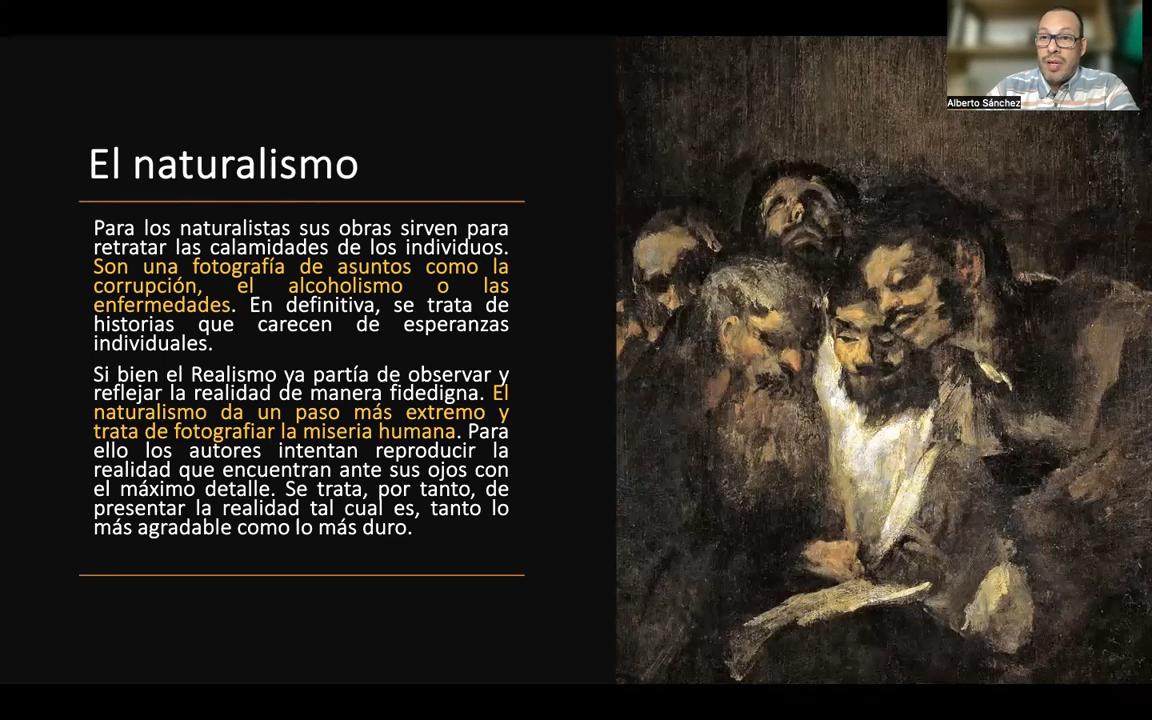 El naturalismo
Para los naturalistas sus obras sirven para
retratar las calamidades de los individuos.
Son una fotografía de asuntos como la
corrupción, el alcoholismo o las
enfermedades. En definitiva, se trata de
historias que carecen de esperanzas
individuales.
Si bien el Realismo ya partía de observar y
reflejar la realidad de manera fidedigna. El
naturalismo da un paso más extremo y
trata de fotografiar la miseria humana. Para
ello los autores intentan reproducir la
realidad que encuentran ante sus ojos con
el máximo detalle. Se trata, por tanto, de
presentar la realidad tal cual es, tanto lo
más agradable como lo más duro.
Alberto Sánchez